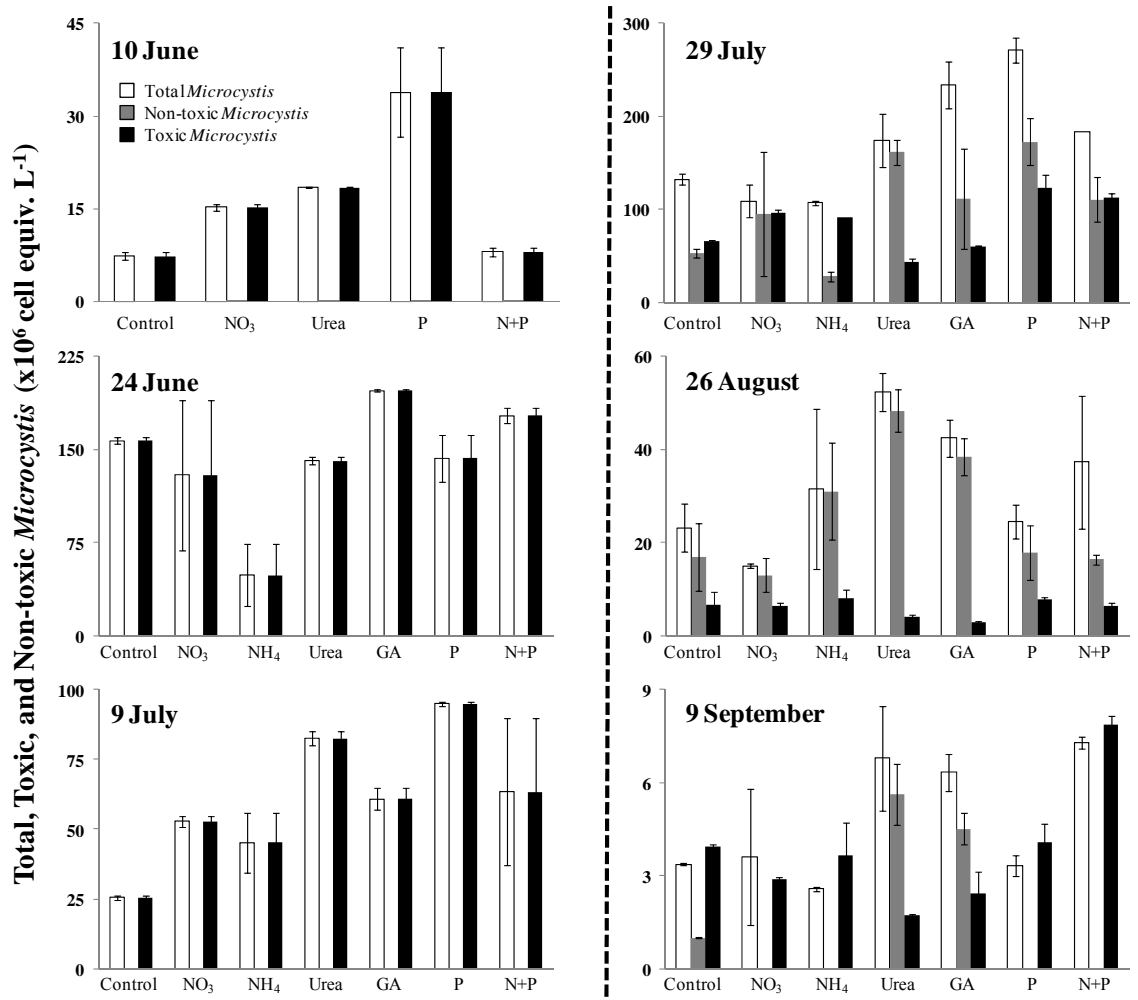 Total, Toxic, and Non-toxic Microcystis (x10⁶ cell equiv. L⁻¹)
10 June
Total Microcystis
Non-toxic Microcystis
Toxic Microcystis
45
30
15
0
Control NO₃ Urea P N+P
24 June
225
150
75
0
Control NO₃ NH₄ Urea GA P N+P
9 July
100
75
50
25
0
Control NO₃ NH₄ Urea GA P N+P
29 July
300
200
100
0
Control NO₃ NH₄ Urea GA P N+P
26 August
60
40
20
0
Control NO₃ NH₄ Urea GA P N+P
9 September
9
6
3
0
Control NO₃ NH₄ Urea GA P N+P